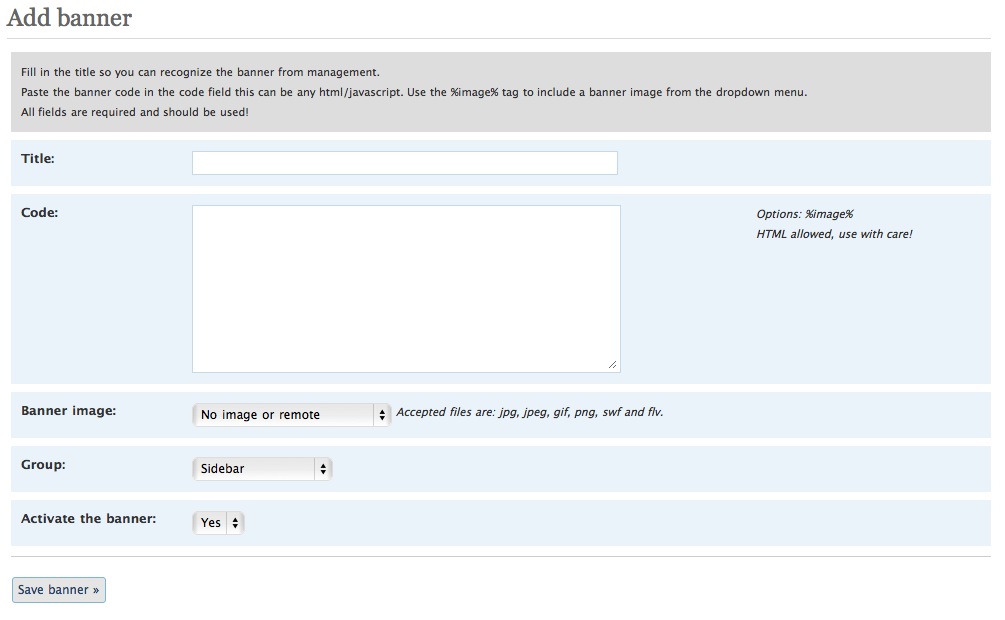 Add banner
Fill in the title so you can recognize the banner from management.
Paste the banner code in the code field this can be any html/javascript. Use the %image% tag to include a banner image from the dropdown menu.
All fields are required and should be used!
Title:
Code:
Options: %image%
HTML allowed, use with care!
Banner image:
No image or remote
Accepted files are: jpg, jpeg, gif, png, swf and flv.
Group:
Sidebar
Activate the banner:
Yes
Save banner »